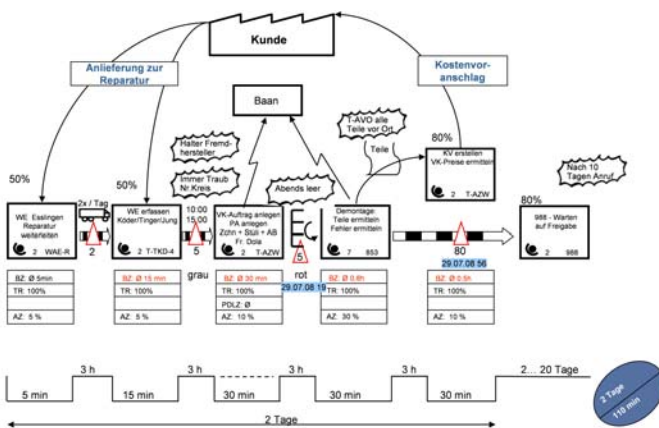 Kunde
Anlieferung zur
Reparatur
Kostenvor-
anschlag
Baan
T-AVO alle
Teile vor Ort
Teile
80%
KV erstellen
VK-Preise ermitteln
2 T-AZW
Halter Fremd-
hersteller
Immer Traub
Nr.Kreis
Abends leer
Nach 10
Tagen Anruf
50%
50%
80%
WE Esslingen
Reparatur
weiterleiten
2 WAE-R
2x / Tag
2
WE erfassen
Köder/Tinger/Jung
2 T-TKD-4
10:00
15:00
5
grau
VK-Auftrag anlegen
PA anlegen
Zöhn + Stüli + AB
Fr. Dola
2 T-AZW
5
rot
29.07.08 19
Demontage:
Teile ermitteln
Fehler ermitteln
7 853
80
29.07.08 56
988 - Warten
auf Freigabe
2 988
BZ: Ø 5min
TR: 100%
AZ: 5 %
BZ: Ø 15 min
TR: 100%
AZ: 5 %
BZ: Ø 30 min
TR: 100%
PDLZ: Ø
AZ: 10 %
BZ: Ø 0,6h
TR: 100%
AZ: 30 %
BZ: Ø 0,5h
TR: 100%
AZ: 10 %
3 h
3 h
3 h
3 h
2... 20 Tage
5 min
15 min
30 min
30 min
30 min
2 Tage
2 Tage
110 min